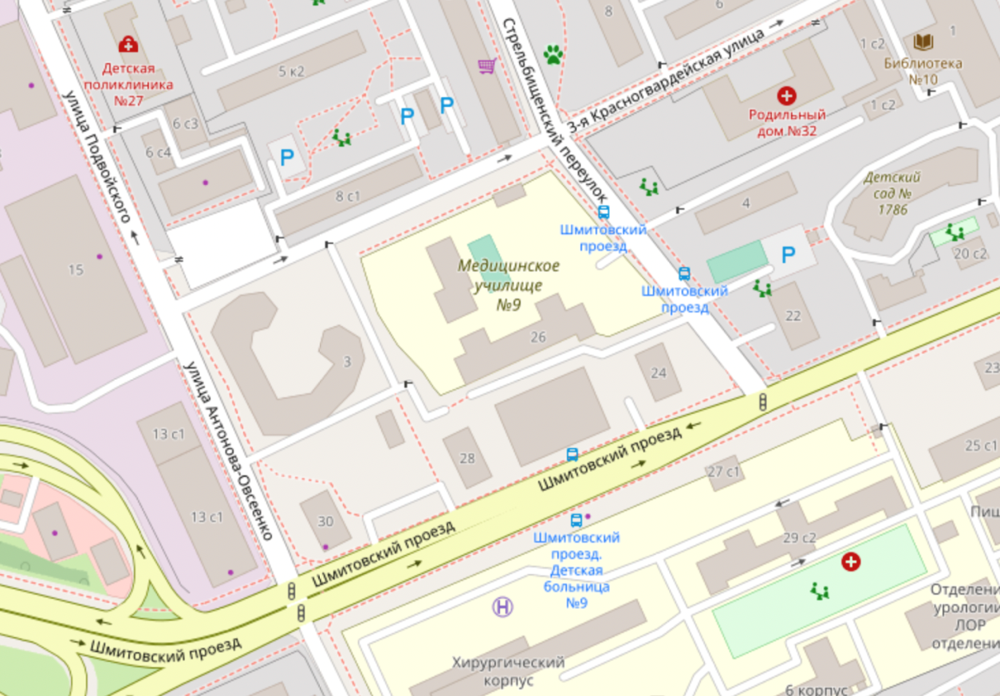 8
6
1 с2
1
Стрельбищенский переулок
3-я Красногвардейская улица
Библиотека
№10
Детская
поликлиника
№27
5 к2
P
P
P
1 с2
Родильный
дом №32
улица Подвойского
6 с3
6 с4
8 с1
4
Детский
сад №
1786
Шмитовский
проезд
20 с2
P
15
Медицинское
училище
№9
Шмитовский
проезд
22
26
3
24
23
улица Антонова-Овсеенко
13 с1
28
Шмитовский проезд
25 с1
27 с1
13 с1
30
Шмитовский проезд
Шмитовский
проезд.
Детская
больница
№9
29 с2
Пищ
H
Отделени
урологии
ЛОР
отделени
Шмитовский проезд
Хирургический
корпус
6 корпус